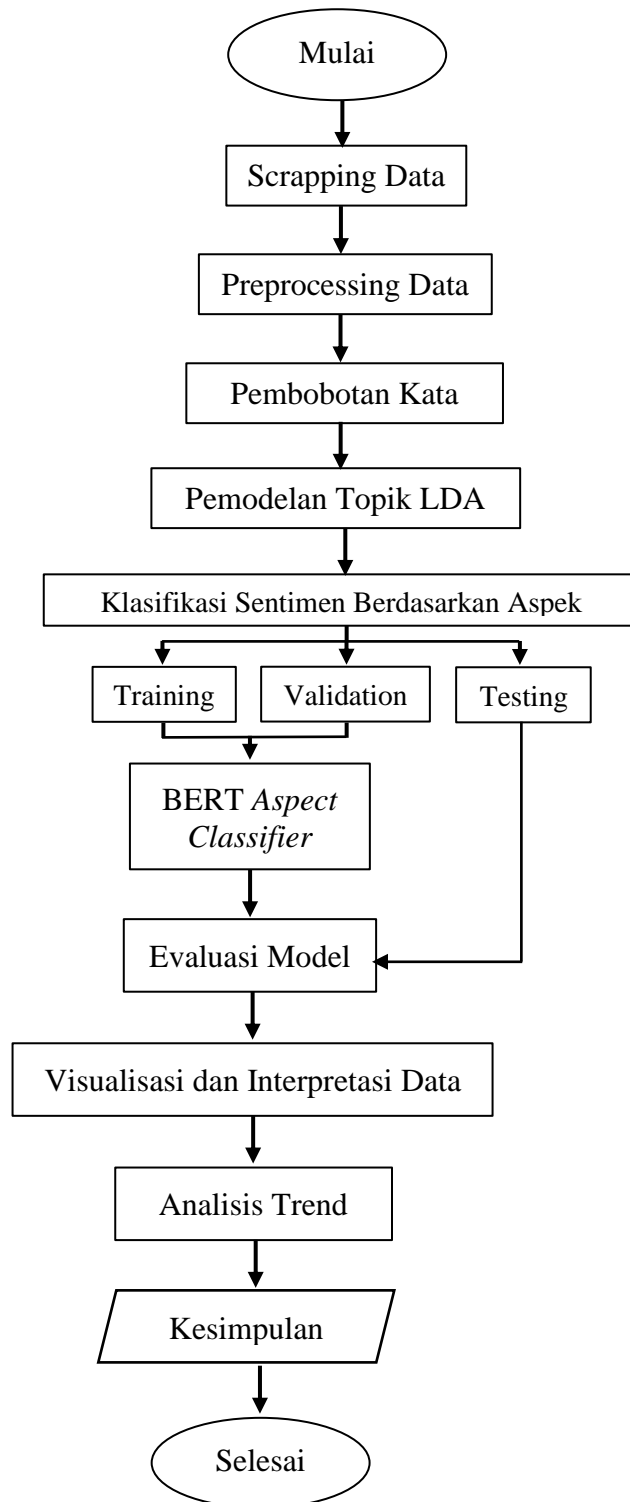 Mulai
Scrapping Data
Preprocessing Data
Pembobotan Kata
Pemodelan Topik LDA
Klasifikasi Sentimen Berdasarkan Aspek
Training
Validation
Testing
BERT Aspect
Classifier
Evaluasi Model
Visualisasi dan Interpretasi Data
Analisis Trend
Kesimpulan
Selesai